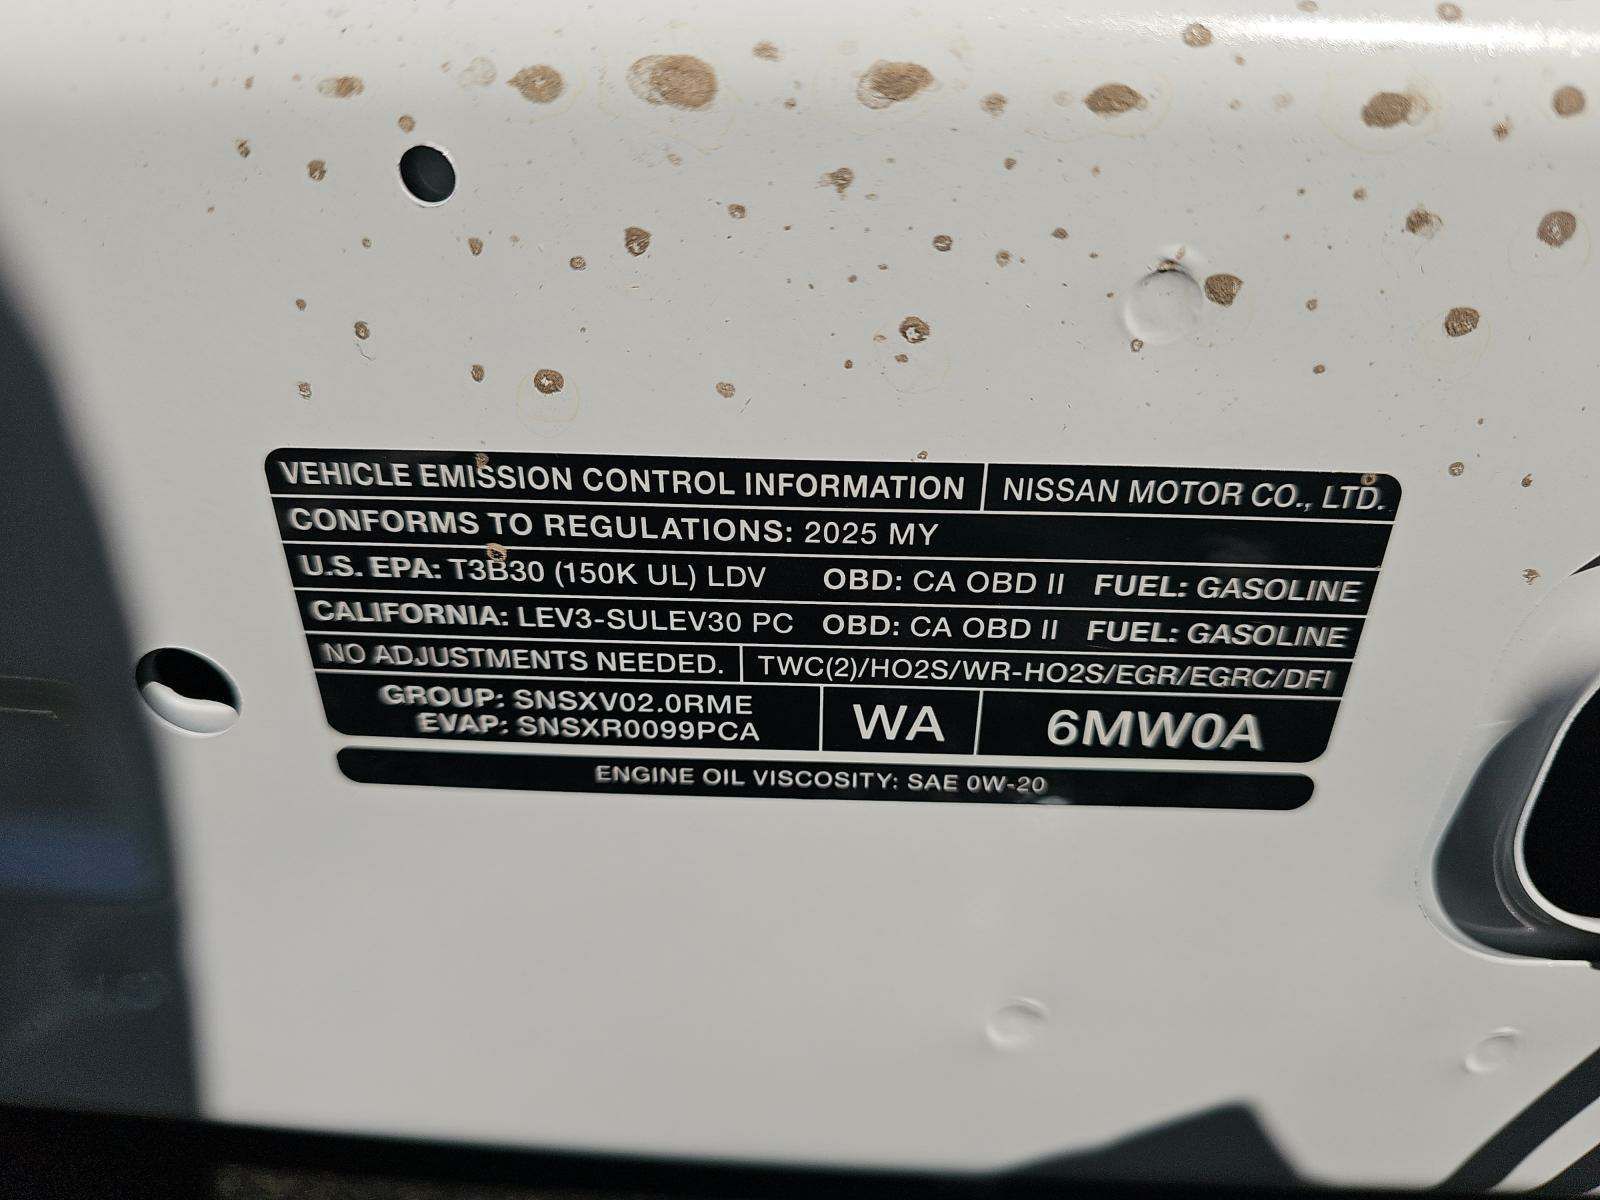 VEHICLE EMISSION CONTROL INFORMATION NISSAN MOTOR CO., LTD.
CONFORMS TO REGULATIONS: 2025 MY
U.S. EPA: T3B30 (150K UL) LDV OBD: CA OBD II FUEL: GASOLINE
CALIFORNIA: LEV3-SULEV30 PC OBD: CA OBD II FUEL: GASOLINE
NO ADJUSTMENTS NEEDED. TWC(2)/HO2S/WR-HO2S/EGR/EGRC/DFI
GROUP: SNSXV02.0RME
EVAP: SNSXR0099PCA
WA
6MW0A
ENGINE OIL VISCOSITY: SAE 0W-20